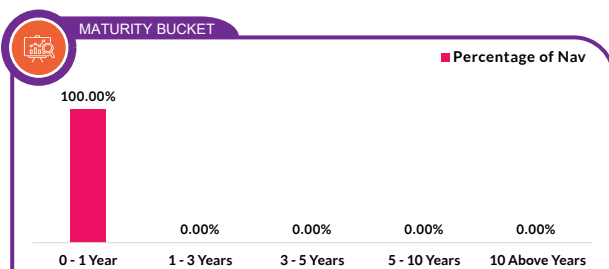 MATURITY BUCKET
Percentage of Nav
100.00%
0.00% 0.00% 0.00% 0.00%
0 - 1 Year 1 - 3 Years 3 - 5 Years 5 - 10 Years 10 Above Years